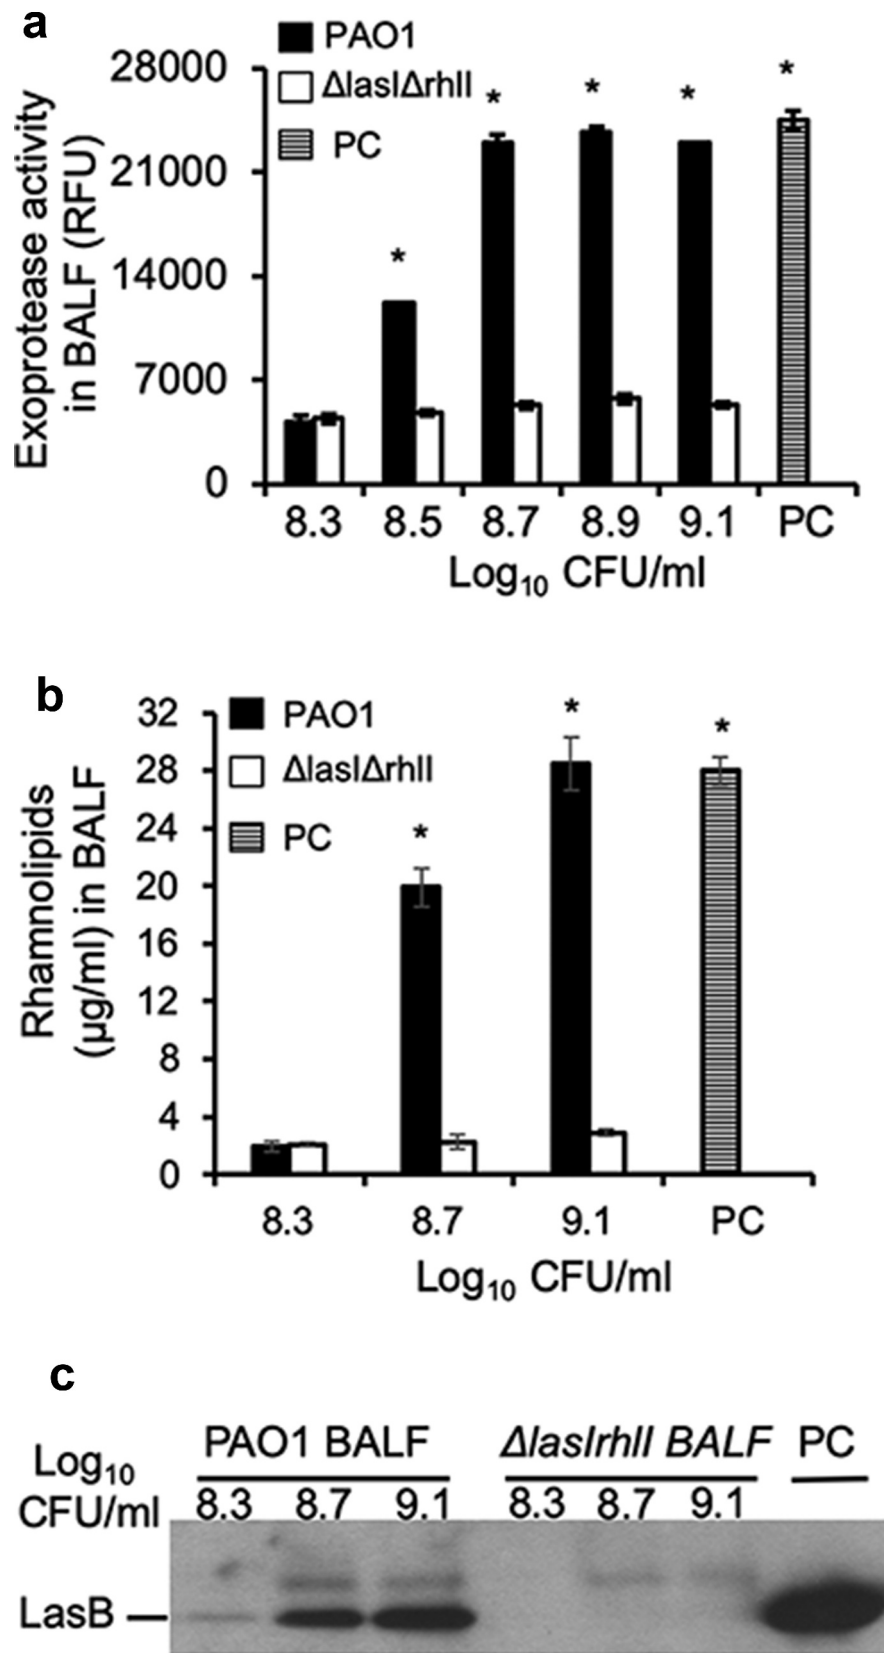 a
PAO1
ΔlasIΔrhlI
PC
Exoprotease activity
in BALF (RFU)
28000
21000
14000
7000
0
* * * * *
8.3 8.5 8.7 8.9 9.1 PC
Log10 CFU/ml
b
PAO1
ΔlasIΔrhlI
PC
Rhamnolipids
(µg/ml) in BALF
32
28
24
20
16
12
8
4
0
* * *
8.3 8.7 9.1 PC
Log10 CFU/ml
c
PAO1 BALF ΔlasIrhlI BALF PC
Log10
CFU/ml
8.3 8.7 9.1 8.3 8.7 9.1
LasB